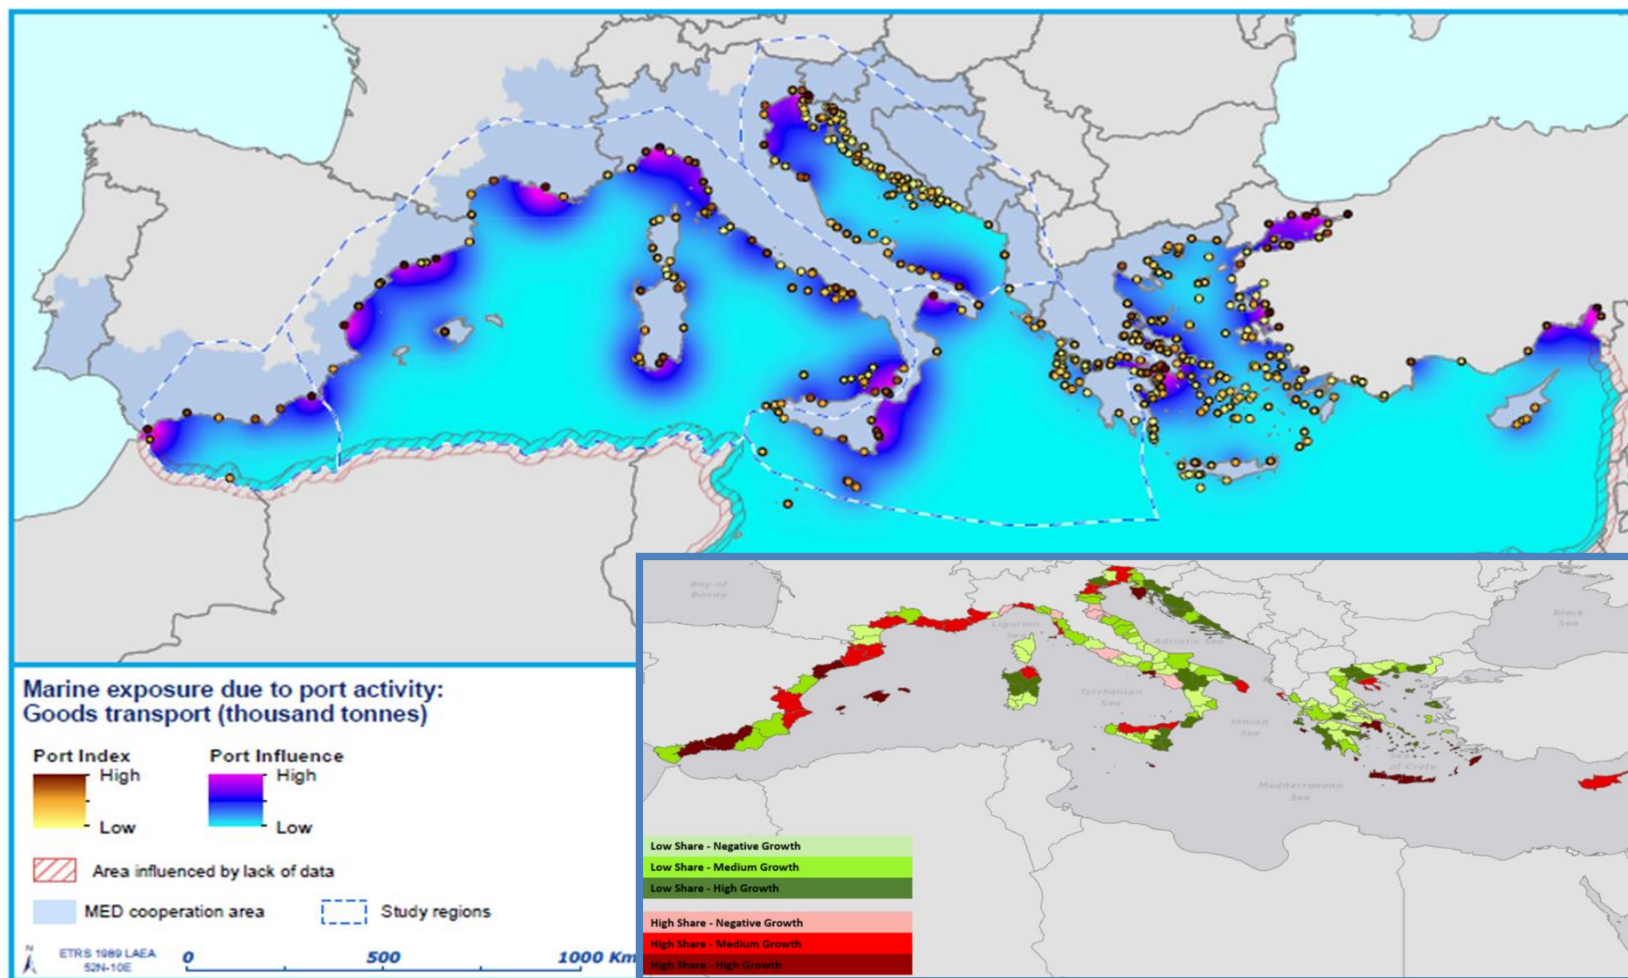 Marine exposure due to port activity:
Goods transport (thousand tonnes)
Port Index
High
Low
Port Influence
High
Low
Area influenced by lack of data
MED cooperation area
Study regions
N
ETRS 1989 LAEA
52N-10E
0
500
1000 Km
Bay of
Biscay
Ligurian
Sea
Adriatic Sea
Black
Sea
Tyrrhenian
Sea
Ionian
Sea
Sea
of Crete
Mediterranean
Sea
Low Share - Negative Growth
Low Share - Medium Growth
Low Share - High Growth
High Share - Negative Growth
High Share - Medium Growth
High Share - High Growth